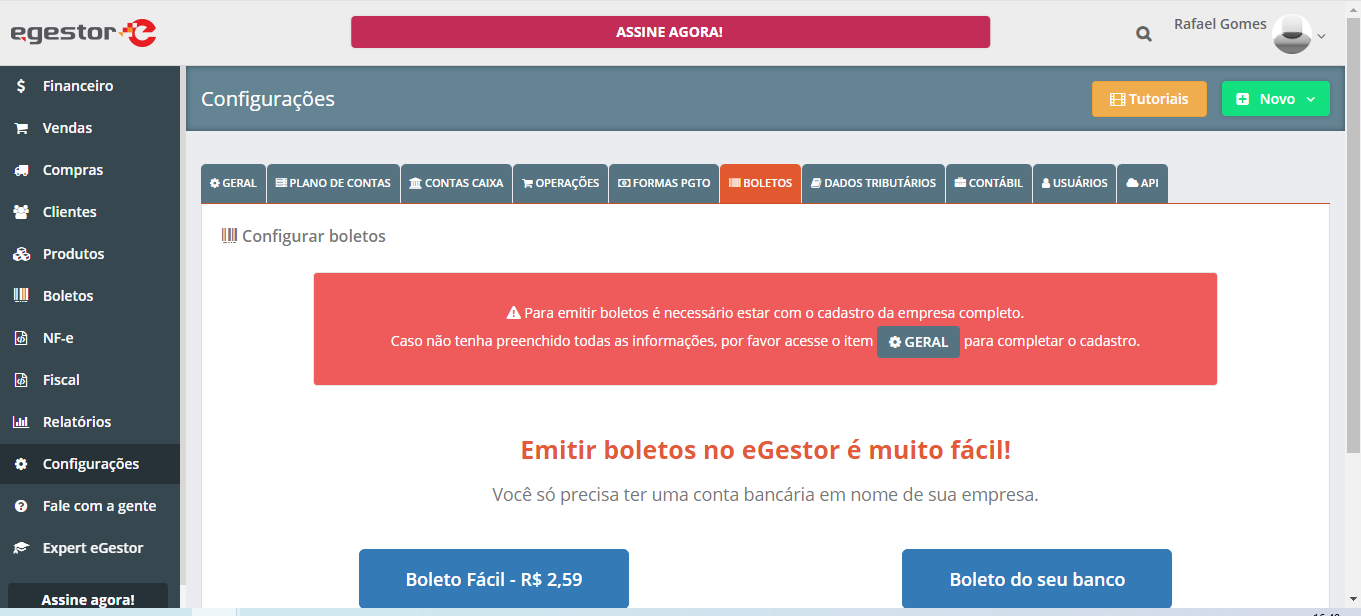 egestor
ASSINE AGORA!
Rafael Gomes
Financeiro
Vendas
Compras
Clientes
Produtos
Boletos
NF-e
Fiscal
Relatórios
Configurações
Fale com a gente
Expert eGestor
Assine agora!
Configurações
Tutoriais
Novo
GERAL
PLANO DE CONTAS
CONTAS CAIXA
OPERAÇÕES
FORMAS PGTO
BOLETOS
DADOS TRIBUTÁRIOS
CONTÁBIL
USUÁRIOS
API
Configurar boletos
Para emitir boletos é necessário estar com o cadastro da empresa completo.
Caso não tenha preenchido todas as informações, por favor acesse o item GERAL para completar o cadastro.
Emitir boletos no eGestor é muito fácil!
Você só precisa ter uma conta bancária em nome de sua empresa.
Boleto Fácil - R$ 2,59
Boleto do seu banco